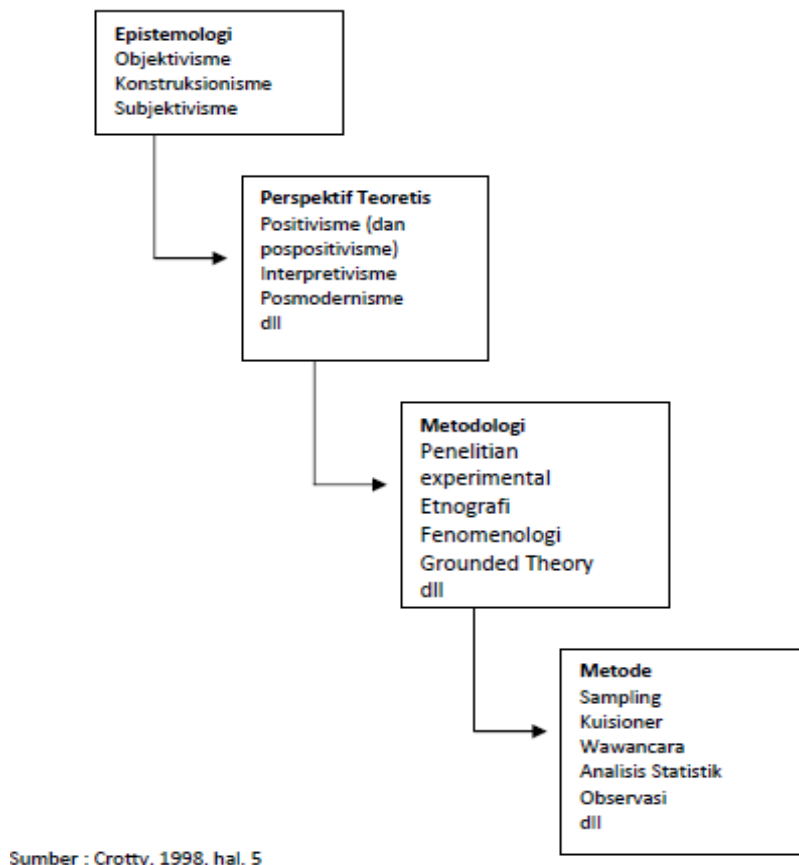 Epistemologi
Objektivisme
Konstruksionisme
Subjektivisme
Perspektif Teoretis
Positivisme (dan
pospositivisme)
Interpretivisme
Posmodernisme
dll
Metodologi
Penelitian
experimental
Etnografi
Fenomenologi
Grounded Theory
dll
Metode
Sampling
Kuisioner
Wawancara
Analisis Statistik
Observasi
dll
Sumber : Crotty, 1998, hal. 5